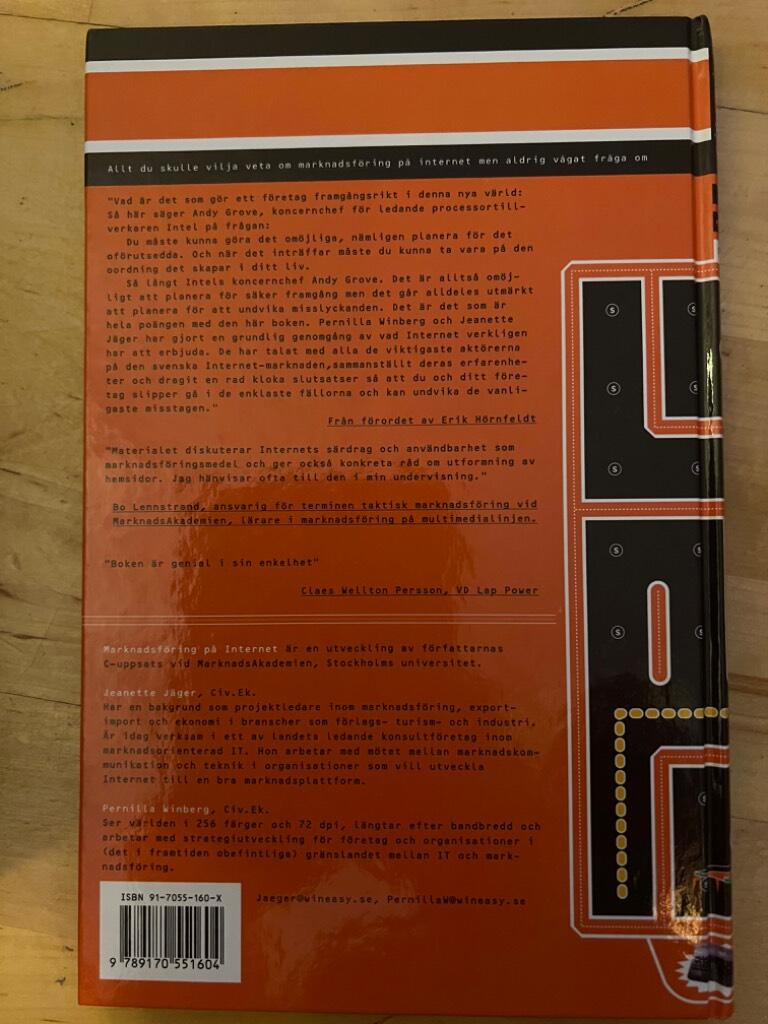 Allt du skulle vilja veta om marknadsföring på internet men aldrig vågat fråga om
"Vad är det som gör ett företag framgångsrikt i denna nya värld:
Så här säger Andy Grove, koncernchef för ledande processortill-
verkaren Intel på frågan:
Du måste kunna göra det omöjliga, nämligen planera för det
oförutsedda. Och när det inträffar måste du kunna ta vara på den
oordning det skapar i ditt liv.
Så långt Intels koncernchef Andy Grove. Det är alltså omöj-
ligt att planera för säker framgång men det går alldeles utmärkt
att planera för att undvika misslyckanden. Det är det som är
hela poängen med den här boken. Pernilla Winberg och Jeanette
Jäger har gjort en grundlig genomgång av vad Internet verkligen
har att erbjuda. De har talat med alla de viktigaste aktörerna
på den svenska Internet-marknaden,sammanställt deras erfarenhe-
ter och dragit en rad kloka slutsatser så att du och ditt före-
tag slipper gå i de enklaste fällorna och kan undvika de vanli-
gaste misstagen."
Från förordet av Erik Hörnfeldt
"Materialet diskuterar Internets särdrag och användbarhet som
marknadsföringsmedel och ger också konkreta råd om utformning av
hemsidor. Jag hänvisar ofta till den i min undervisning."
Bo Lennstrand, ansvarig för terminen taktisk marknadsföring vid
MarknadsAkademien, lärare i marknadsföring på multimedialinjen.
"Boken är genial i sin enkelhet"
Claes Wellton Persson, VD Lap Power
Marknadsföring på Internet är en utveckling av författarnas
C-uppsats vid MarknadsAkademien, Stockholms universitet.
Jeanette Jäger, Civ.Ek.
Har en bakgrund som projektledare inom marknadsföring, export-
import och ekonomi i branscher som förlags- turism- och industri.
Är idag verksam i ett av landets ledande konsultföretag inom
marknadsorienterad IT. Hon arbetar med mötet mellan marknadskom-
munikation och teknik i organisationer som vill utveckla
Internet till en bra marknadsplattform.
Pernilla Winberg, Civ.Ek.
Ser världen i 256 färger och 72 dpi, längtar efter bandbredd och
arbetar med strategiutveckling för företag och organisationer i
(det i framtiden obefintliga) gränslandet mellan IT och mark-
nadsföring.
Jaeger@wineasy.se, PernillaW@wineasy.se
ISBN 91-7055-160-X
9 789170 551604